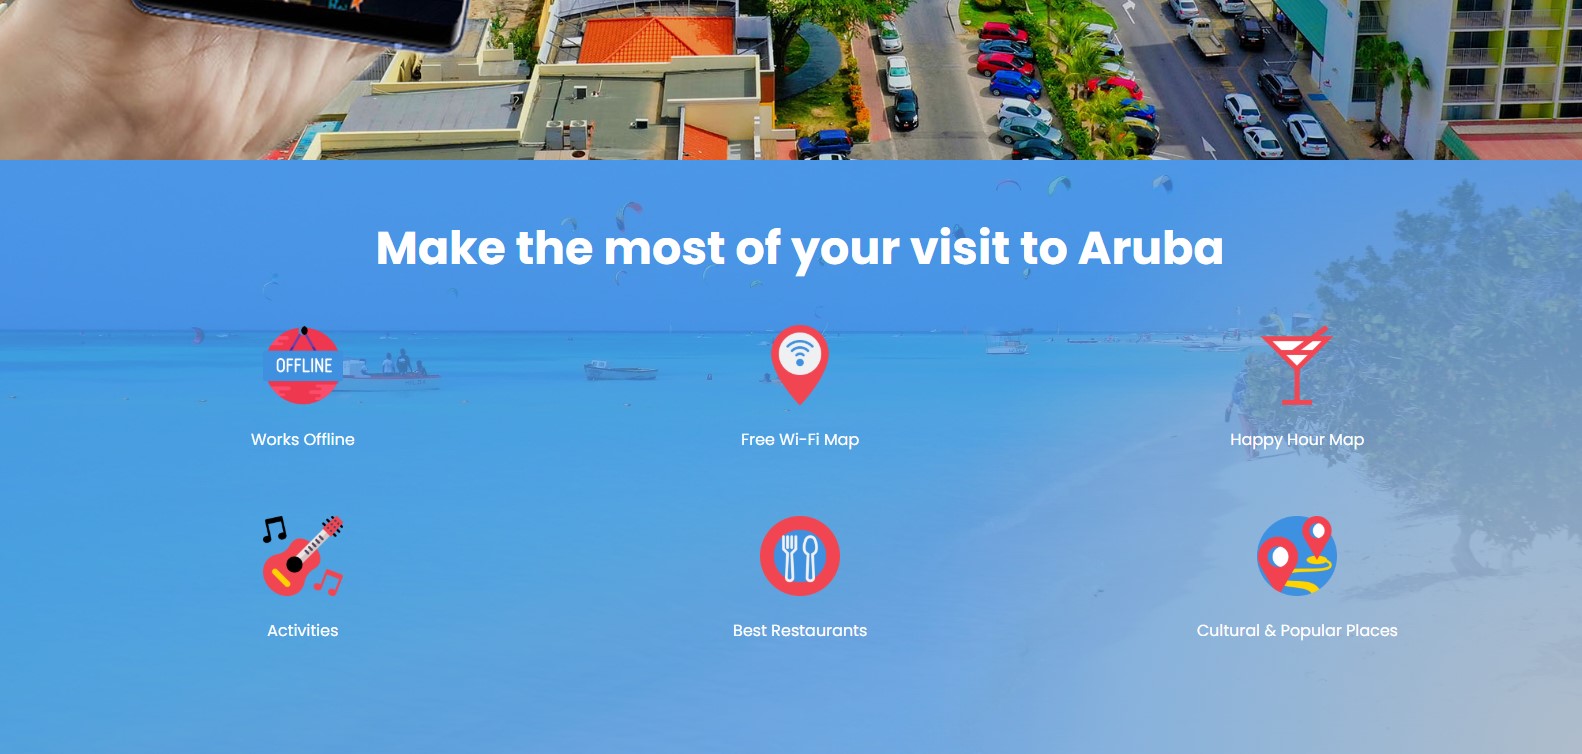 Make the most of your visit to Aruba
OFFLINE
Works Offline
Free Wi-Fi Map
Happy Hour Map
Activities
Best Restaurants
Cultural & Popular Places